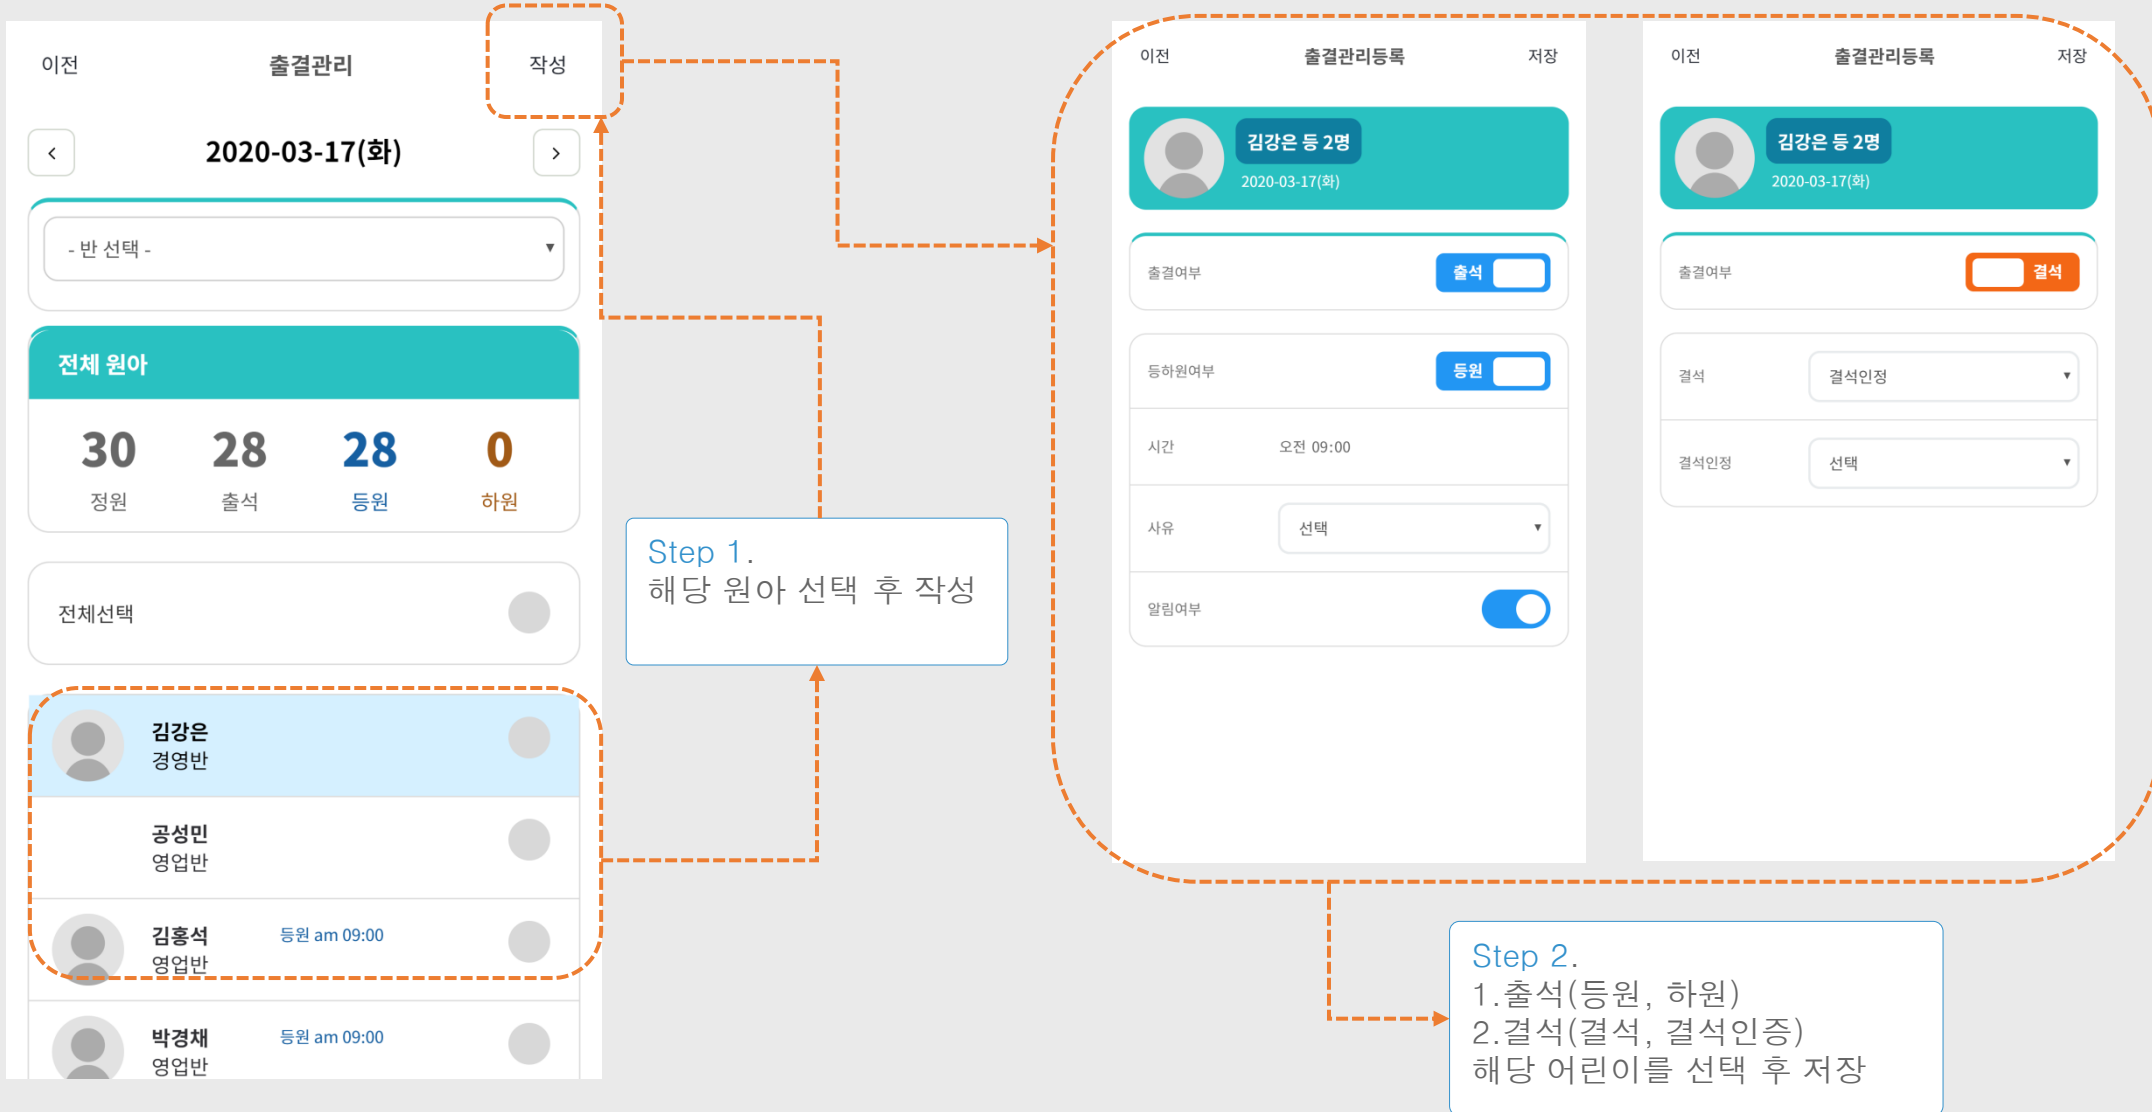 이전 출결관리 작성
< 2020-03-17(화) >
- 반 선택 - ▼
전체 원아
30 28 28 0
정원 출석 등원 하원
전체선택
김강은
경영반
공성민
영업반
김홍석 등원 am 09:00
영업반
박경채 등원 am 09:00
영업반
Step 1.
해당 원아 선택 후 작성
이전 출결관리등록 저장
김강은 등 2명
2020-03-17(화)
출결여부 출석
등하원여부 등원
시간 오전 09:00
사유 선택 ▼
알림여부
이전 출결관리등록 저장
김강은 등 2명
2020-03-17(화)
출결여부 결석
결석 결석인정 ▼
결석인정 선택 ▼
Step 2.
1.출석(등원, 하원)
2.결석(결석, 결석인증)
해당 어린이를 선택 후 저장